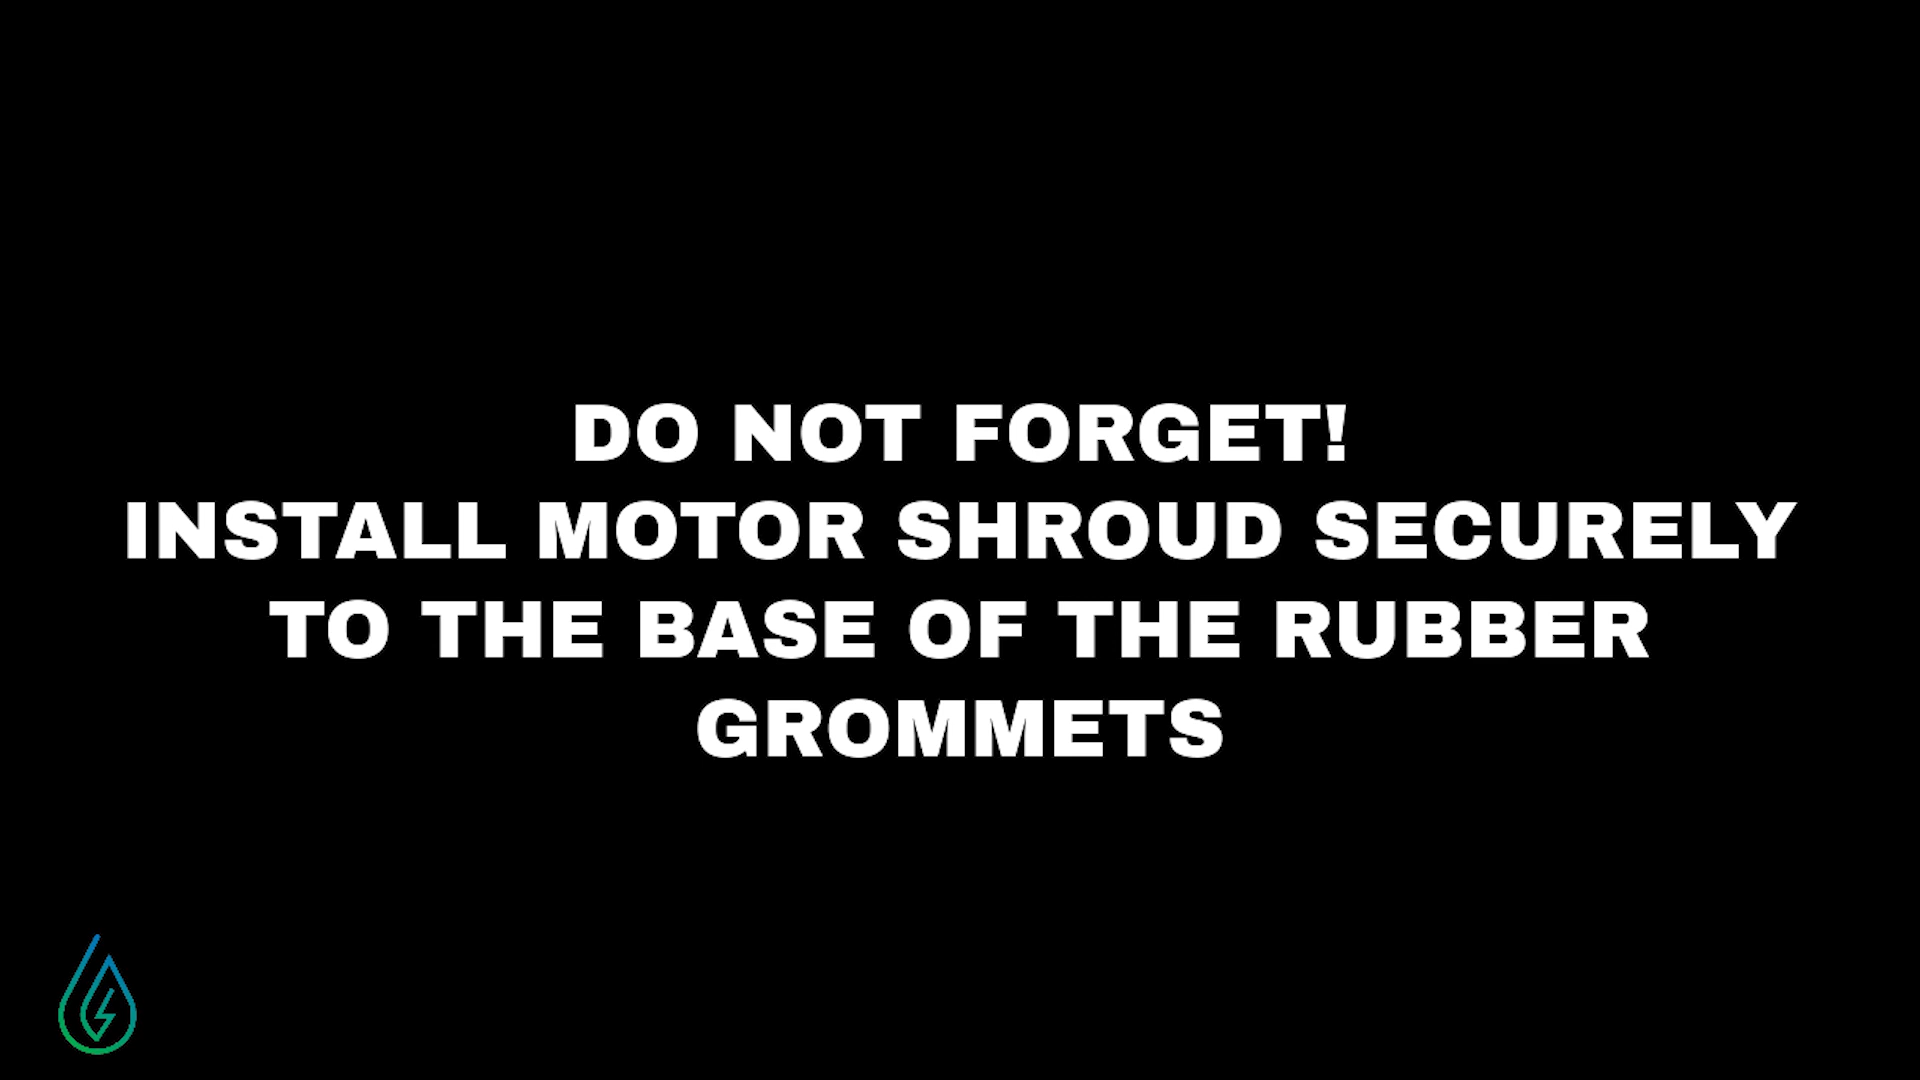 DO NOT FORGET!
INSTALL MOTOR SHROUD SECURELY
TO THE BASE OF THE RUBBER
GROMMETS